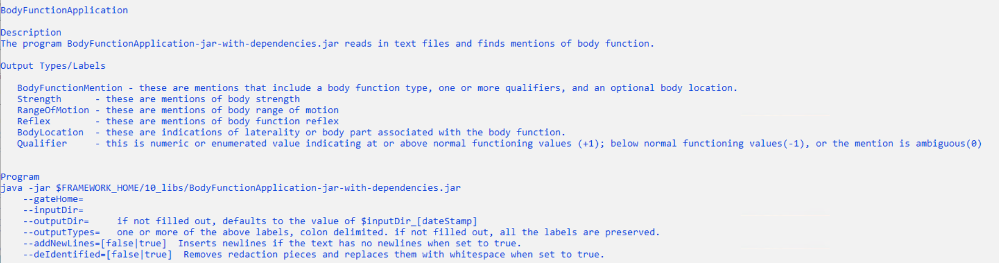 BodyFunctionApplication
Description
The program BodyFunctionApplication-jar-with-dependencies.jar reads in text files and finds mentions of body function.
Output Types/Labels
BodyFunctionMention - these are mentions that include a body function type, one or more qualifiers, and an optional body location.
Strength - these are mentions of body strength
RangeOfMotion - these are mentions of body range of motion
Reflex - these are mentions of body function reflex
BodyLocation - these are indications of laterality or body part associated with the body function.
Qualifier - this is numeric or enumerated value indicating at or above normal functioning values (+1); below normal functioning values(-1), or the mention is ambiguous(0)
Program
java -jar $FRAMEWORK_HOME/10_libs/BodyFunctionApplication-jar-with-dependencies.jar
--gateHome=
--inputDir=
--outputDir= if not filled out, defaults to the value of $inputDir_[dateStamp]
--outputTypes= one or more of the above labels, colon delimited. if not filled out, all the labels are preserved.
--addNewLines=[false|true] Inserts newlines if the text has no newlines when set to true.
--deIdentified=[false|true] Removes redaction pieces and replaces them with whitespace when set to true.